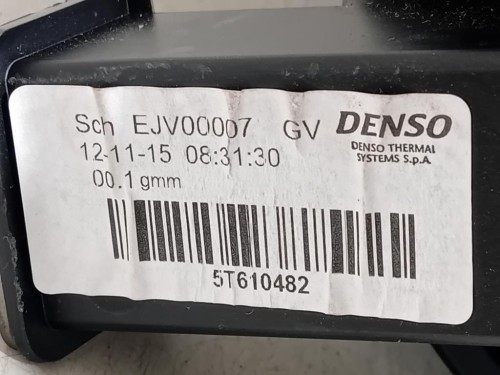 Sch EJV00007 GV DENSO
DENSO THERMAL
SYSTEMS S.p.A.
12-11-15 08:31:30
00.1 gmm
5T610482